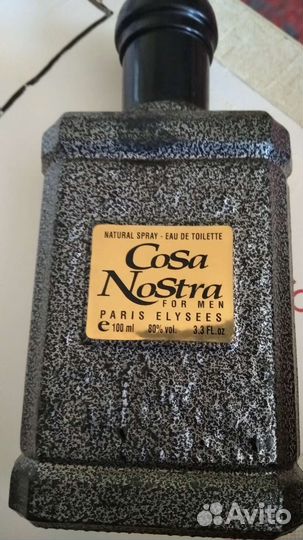 NATURAL SPRAY - EAU DE TOILETTE
CoSa
NoStra
FOR MEN
PARIS ELYSEES
e 100 ml 80% vol. 3.3 FL.oz
Avito